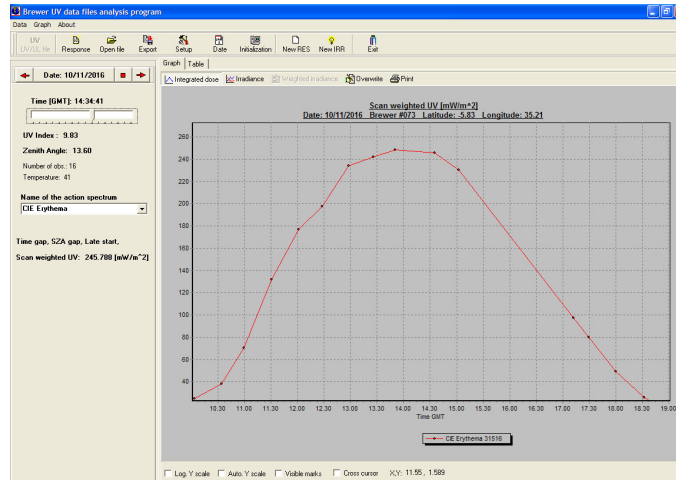 Brewer UV data files analysis program
Data Graph About
UV
UV/UL file Response Open file Export Setup Date Initialization New RES New IRR Exit
Date: 10/11/2016
Time [GMT]: 14:34:41
UV Index : 9.83
Zenith Angle: 13.60
Number of obs.: 16
Temperature: 41
Name of the action spectrum
CIE Erythema
Time gap, SZA gap, Late start,
Scan weighted UV: 245.788 [mW/m^2]
Graph Table
Integrated dose Irradiance Weighted irradiance Overwrite Print
Scan weighted UV [mW/m^2]
Date: 10/11/2016 Brewer #073 Latitude: -5.83 Longitude: 35.21
260
240
220
200
180
160
140
120
100
80
60
40
10.30 11.00 11.30 12.00 12.30 13.00 13.30 14.00 14.30 15.00 15.30 16.00 16.30 17.00 17.30 18.00 18.30 19.00
Time GMT
CIE Erythema 31516
Log. Y scale Auto. Y scale Visible marks Cross cursor X,Y: 11.55 , 1.589